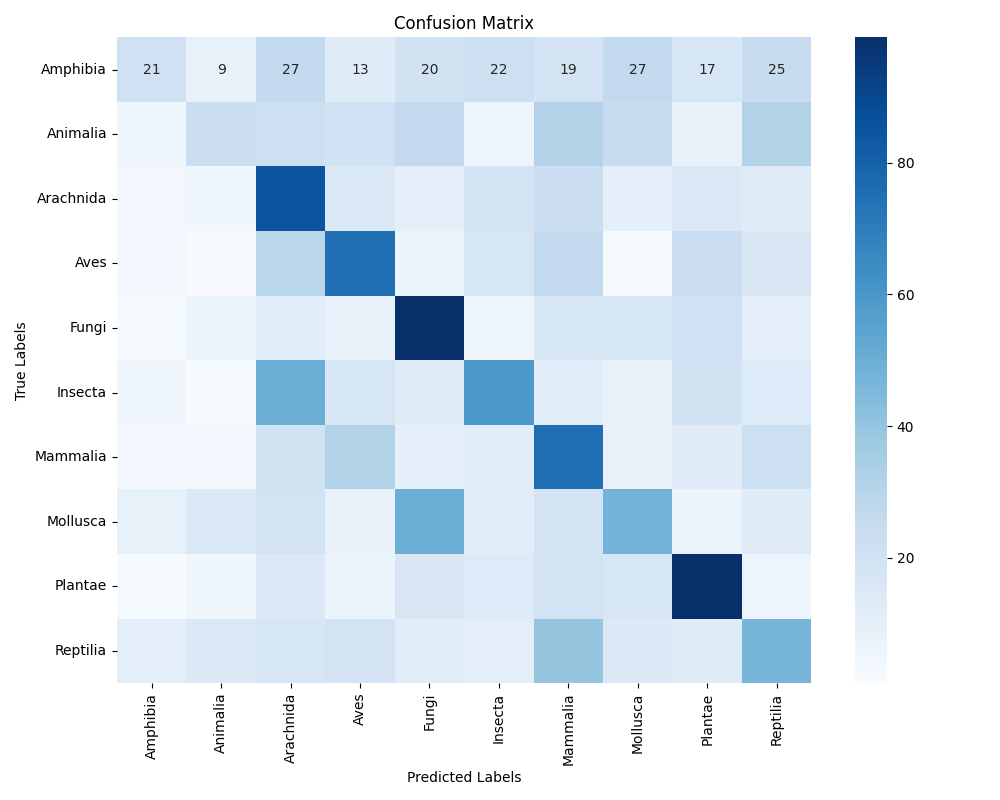 Confusion Matrix
True Labels
Amphibia 21 9 27 13 20 22 19 27 17 25
Animalia
Arachnida
Aves
Fungi
Insecta
Mammalia
Mollusca
Plantae
Reptilia
Amphibia Animalia Arachnida Aves Fungi Insecta Mammalia Mollusca Plantae Reptilia
Predicted Labels
80
60
40
20